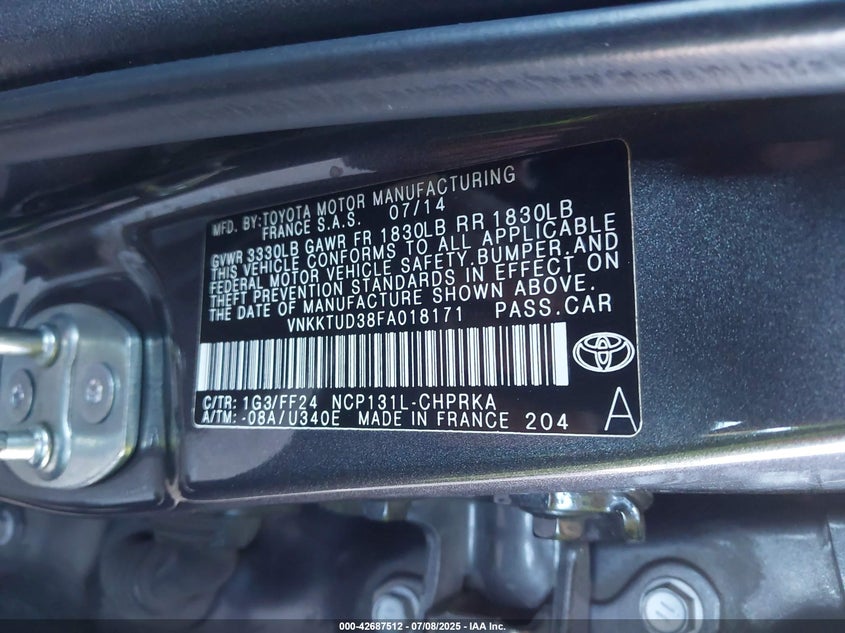 MFD. BY:TOYOTA MOTOR MANUFACTURING
FRANCE S.A.S. 07/14
GVWR 3330LB GAWR FR 1830LB RR 1830LB
THIS VEHICLE CONFORMS TO ALL APPLICABLE
FEDERAL MOTOR VEHICLE SAFETY,BUMPER,AND
THEFT PREVENTION STANDARDS IN EFFECT ON
THE DATE OF MANUFACTURE SHOWN ABOVE.
VNKKTUD38FA018171 PASS.CAR
C/TR: 1G3/FF24 NCP131L-CHPRKA
A/TM: -08A/U340E MADE IN FRANCE 204 A
000-42687512 - 07/08/2025 - IAA Inc.